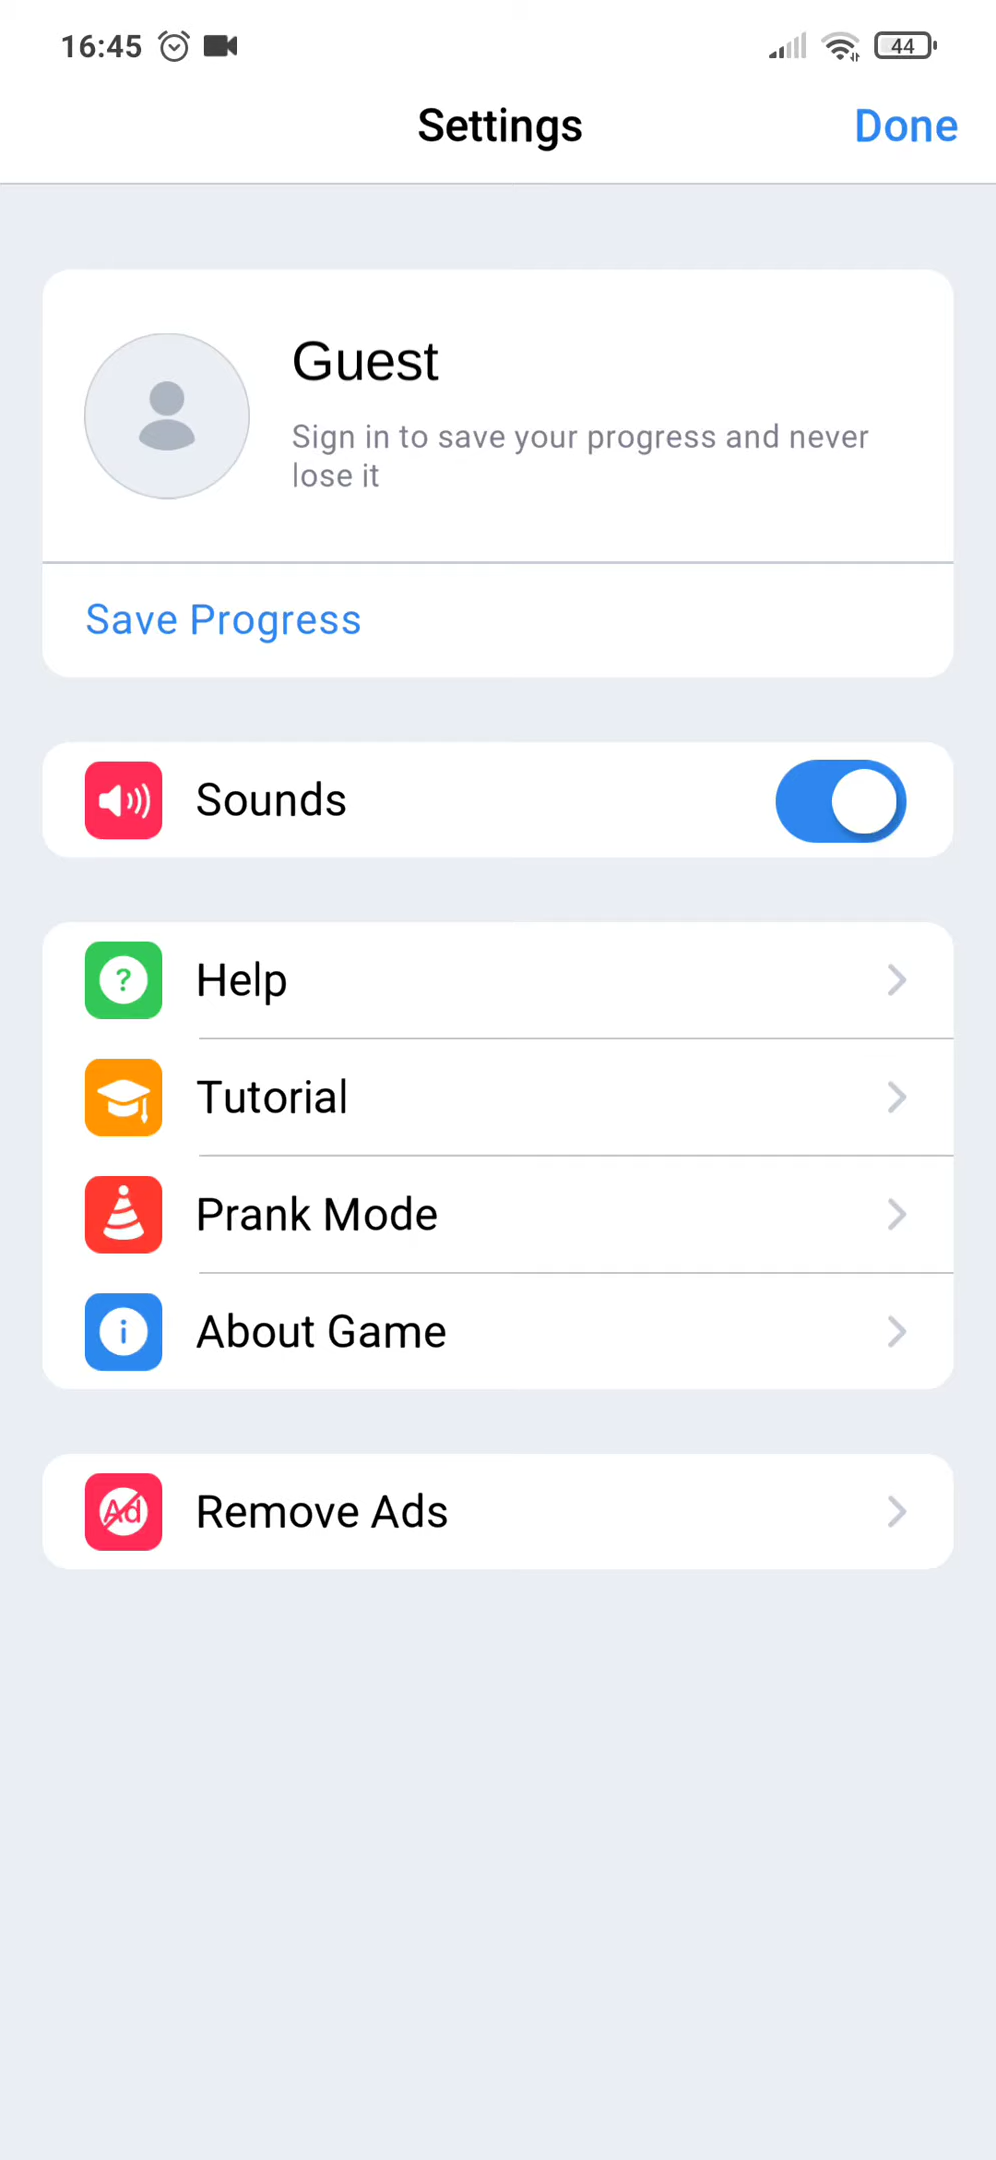 16:45
44
Settings
Done
Guest
Sign in to save your progress and never
lose it
Save Progress
Sounds
?
Help
Tutorial
Prank Mode
i
About Game
Ad
Remove Ads